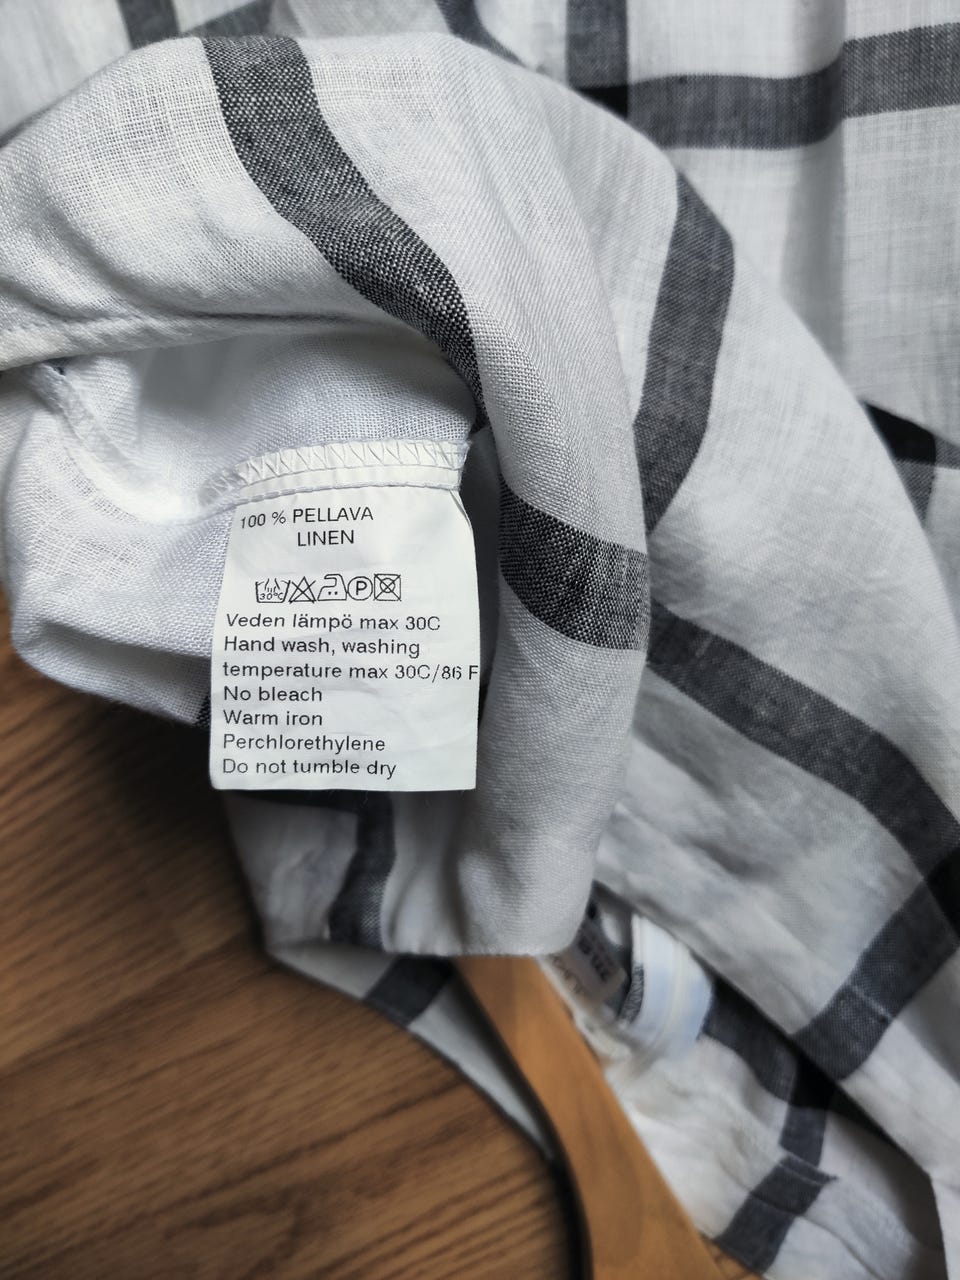 100 % PELLAVA
LINEN
30°C P
Veden lämpö max 30C
Hand wash, washing
temperature max 30C/86 F
No bleach
Warm iron
Perchlorethylene
Do not tumble dry